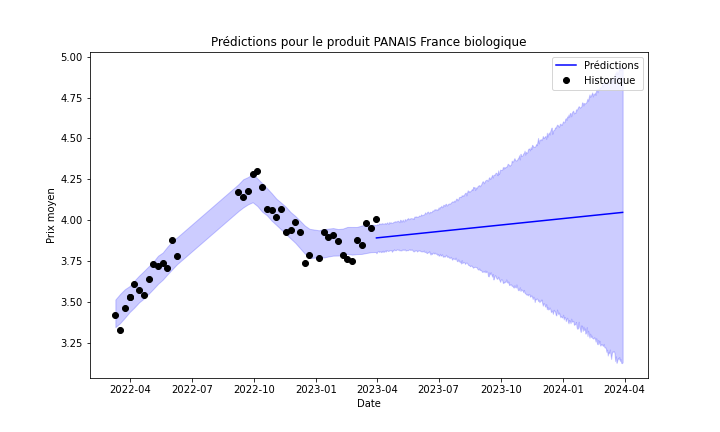 Prédictions pour le produit PANAIS France biologique
5.00
4.75
4.50
4.25
4.00
3.75
3.50
3.25
Prix moyen
Prédictions
Historique
2022-04 2022-07 2022-10 2023-01 2023-04 2023-07 2023-10 2024-01 2024-04
Date